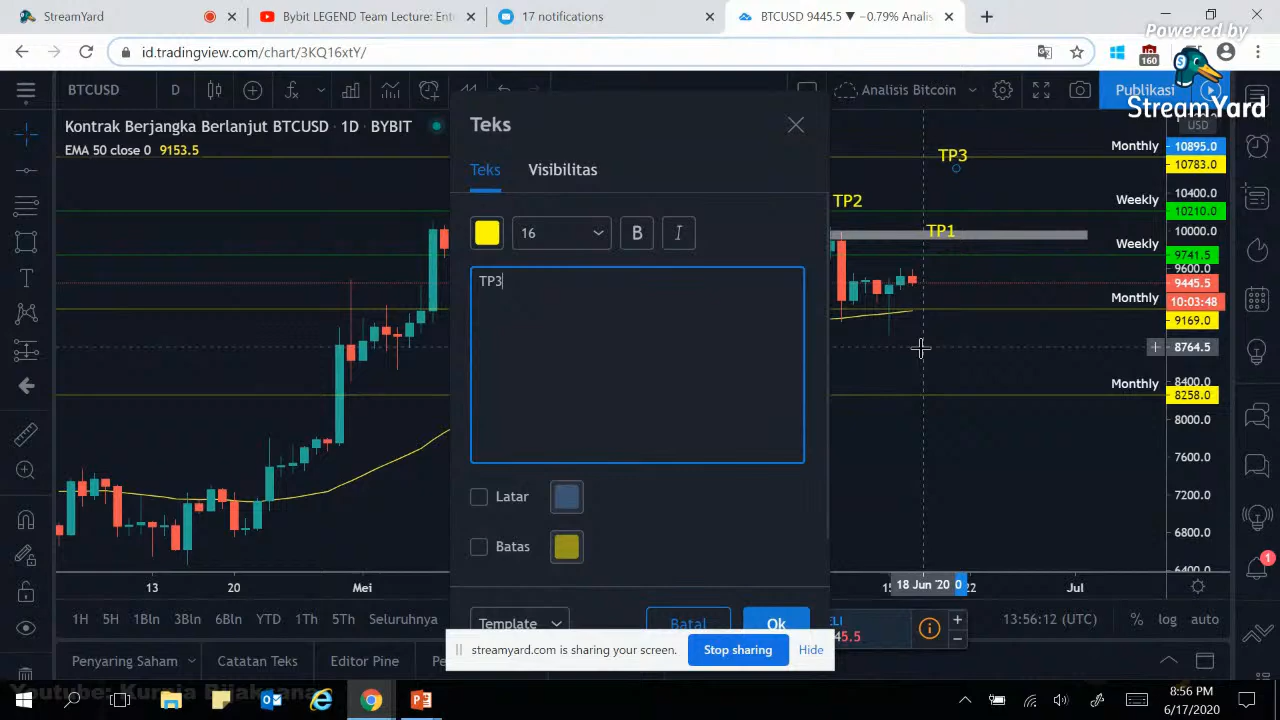 StreamYard
Bybit LEGEND Team Lecture: Ent
17 notifications
BTCUSD 9445.5 ▼ −0.79% Analis
id.tradingview.com/chart/3KQ16xtY/
160
Powered by
StreamYard
BTCUSD
D
Analisis Bitcoin
Publikasi
Kontrak Berjangka Berlanjut BTCUSD · 1D · BYBIT
EMA 50 close 0 9153.5
Teks
Teks
Visibilitas
16
B
I
TP3
Latar
Batas
Template
Batal
Ok
TP3
TP2
TP1
USD
Monthly
10895.0
10783.0
10400.0
Weekly
10210.0
10000.0
Weekly
9741.5
9600.0
9445.5
Monthly
10:03:48
9169.0
8764.5
8400.0
Monthly
8258.0
8000.0
7600.0
7200.0
6800.0
6400.0
13
20
Mei
18 Jun '20
22
Jul
1H
5H
1Bln
3Bln
6Bln
YTD
1Th
5Th
Seluruhnya
13:56:12 (UTC)
%
log
auto
1
streamyard.com is sharing your screen.
Stop sharing
Hide
Penyaring Saham
Catatan Teks
Editor Pine
8:56 PM
6/17/2020